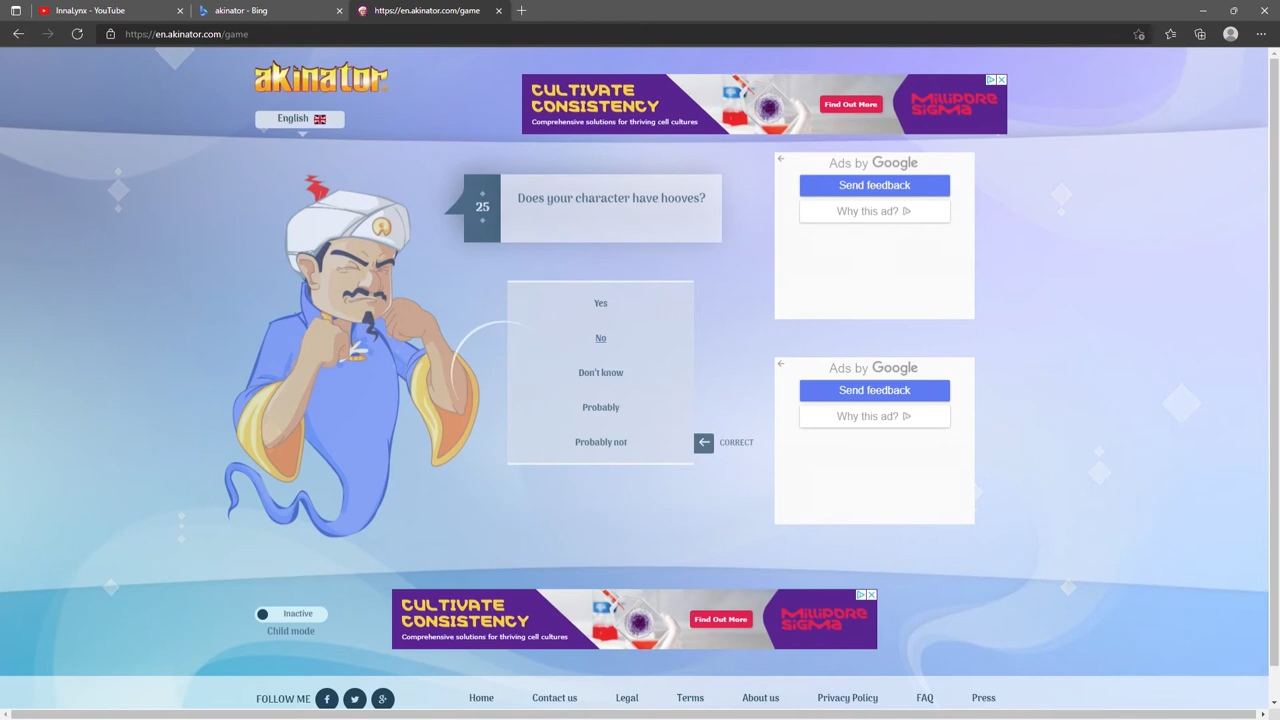 InnaLynx - YouTube
akinator - Bing
https://en.akinator.com/game
https://en.akinator.com/game
akinator
English
CULTIVATE
CONSISTENCY
Comprehensive solutions for thriving cell cultures
Find Out More
MILLIPORE
SIGMA
25
Does your character have hooves?
Yes
No
Don't know
Probably
Probably not
CORRECT
Ads by Google
Send feedback
Why this ad?
Ads by Google
Send feedback
Why this ad?
Inactive
Child mode
CULTIVATE
CONSISTENCY
Comprehensive solutions for thriving cell cultures
Find Out More
MILLIPORE
SIGMA
FOLLOW ME
Home
Contact us
Legal
Terms
About us
Privacy Policy
FAQ
Press